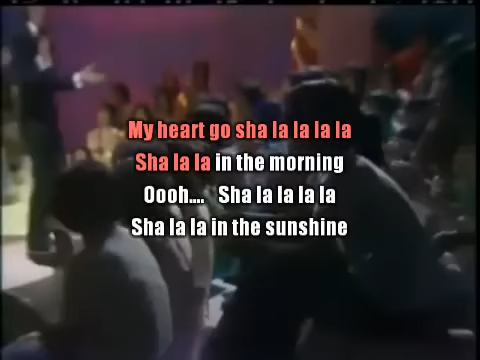 My heart go sha la la la la
Sha la la in the morning
Oooh.... Sha la la la la
Sha la la in the sunshine